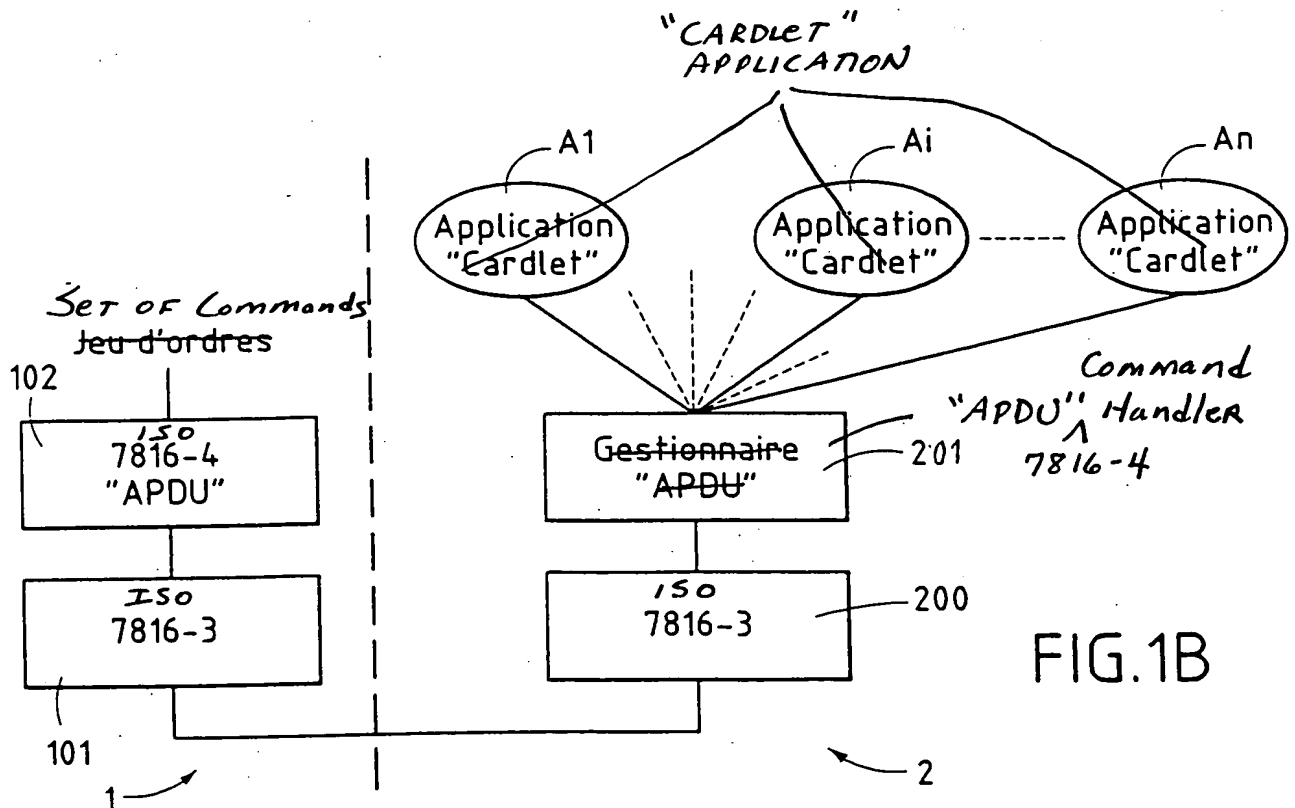 "CARDLET"
APPLICATION
A1
Ai
An
Application
"Cardlet"
Application
"Cardlet"
Application
"Cardlet"
SET OF Commands
Jeu d'ordres
102
ISO
7816-4
"APDU"
Gestionnaire
"APDU"
201
Command
"APDU" ^ Handler
7816-4
ISO
7816-3
101
ISO
7816-3
200
FIG.1B
1
2